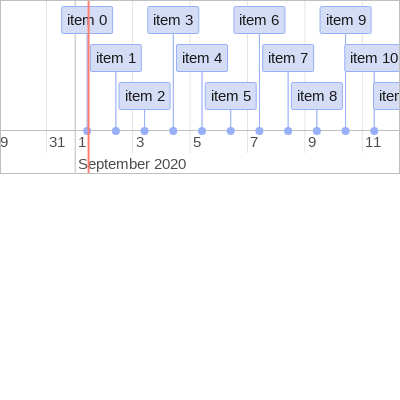 item 0 item 3 item 6 item 9
item 1 item 4 item 7 item 10
item 2 item 5 item 8
9 31 1 3 5 7 9 11
September 2020